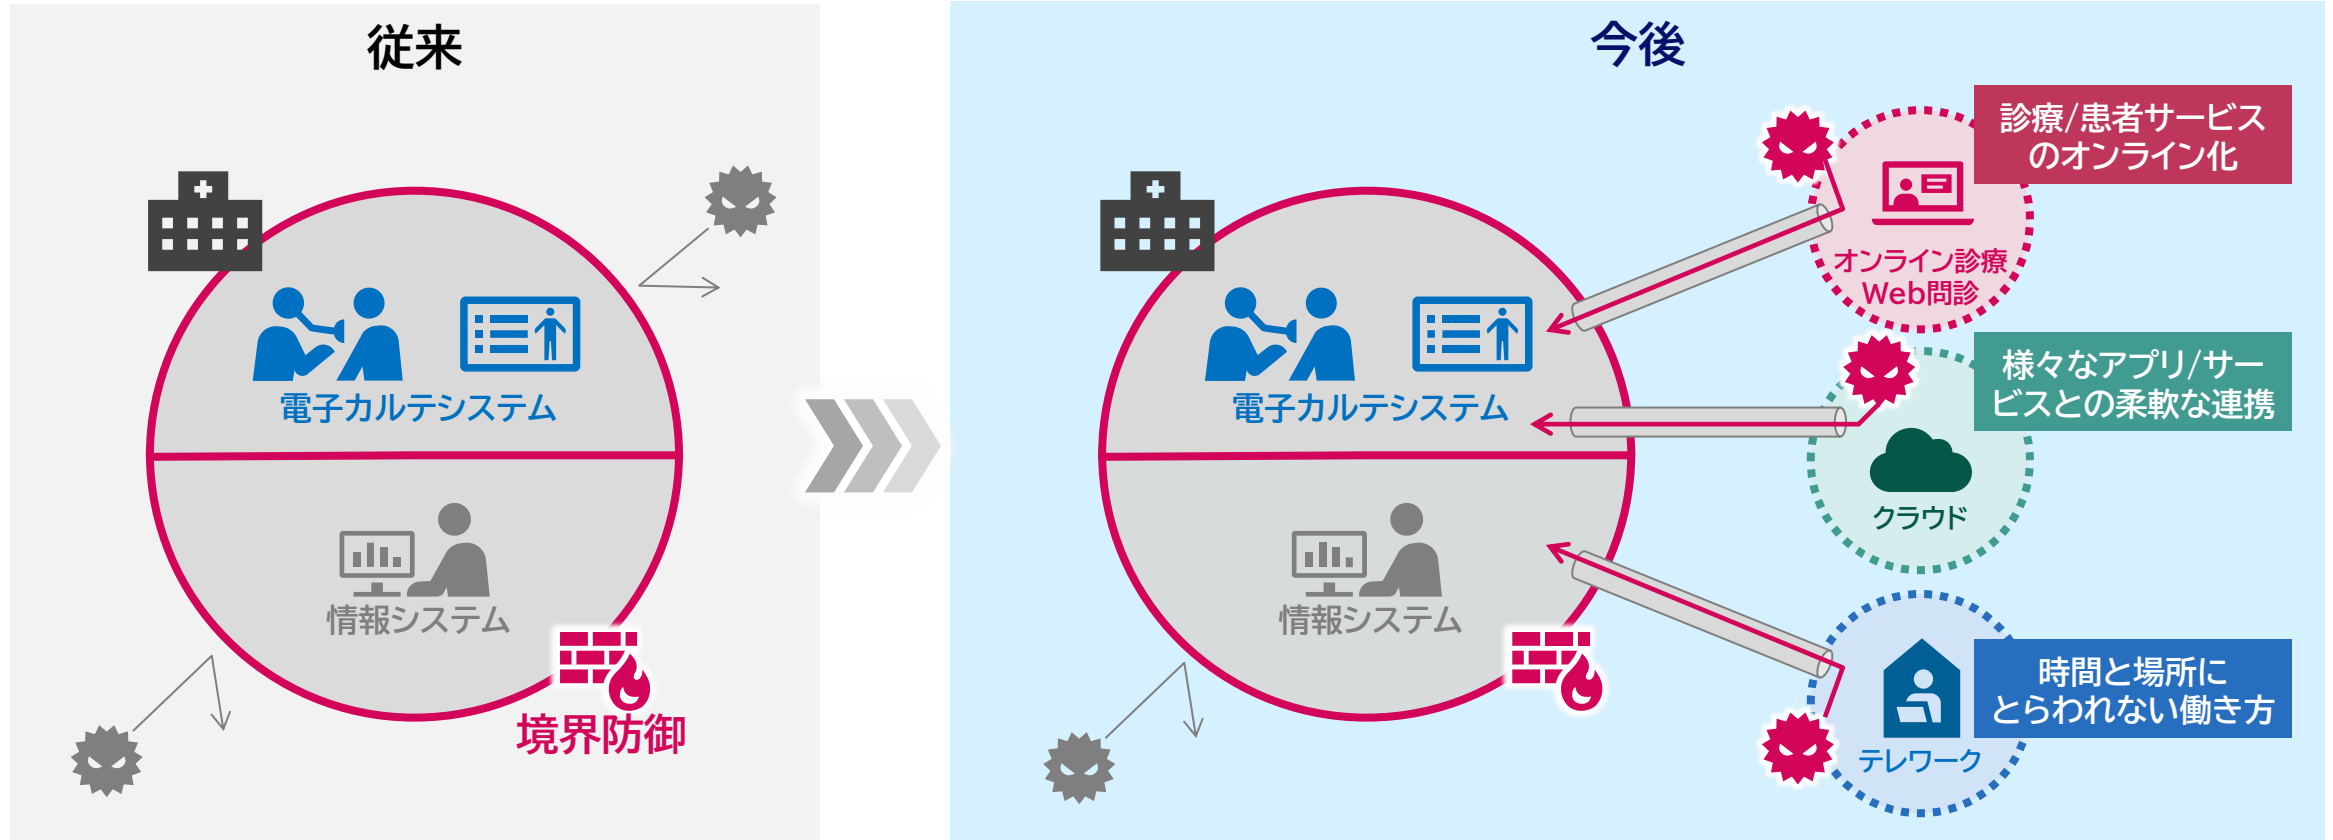 従来
電子カルテシステム
情報システム
境界防御
今後
電子カルテシステム
情報システム
診療/患者サービス
のオンライン化
オンライン診療
Web問診
様々なアプリ/サー
ビスとの柔軟な連携
クラウド
時間と場所に
とらわれない働き方
テレワーク